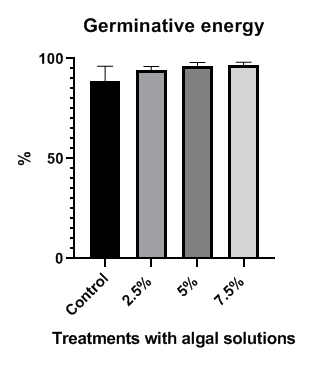 Germinative energy
100
50
0
%
Control
2.5%
5%
7.5%
Treatments with algal solutions